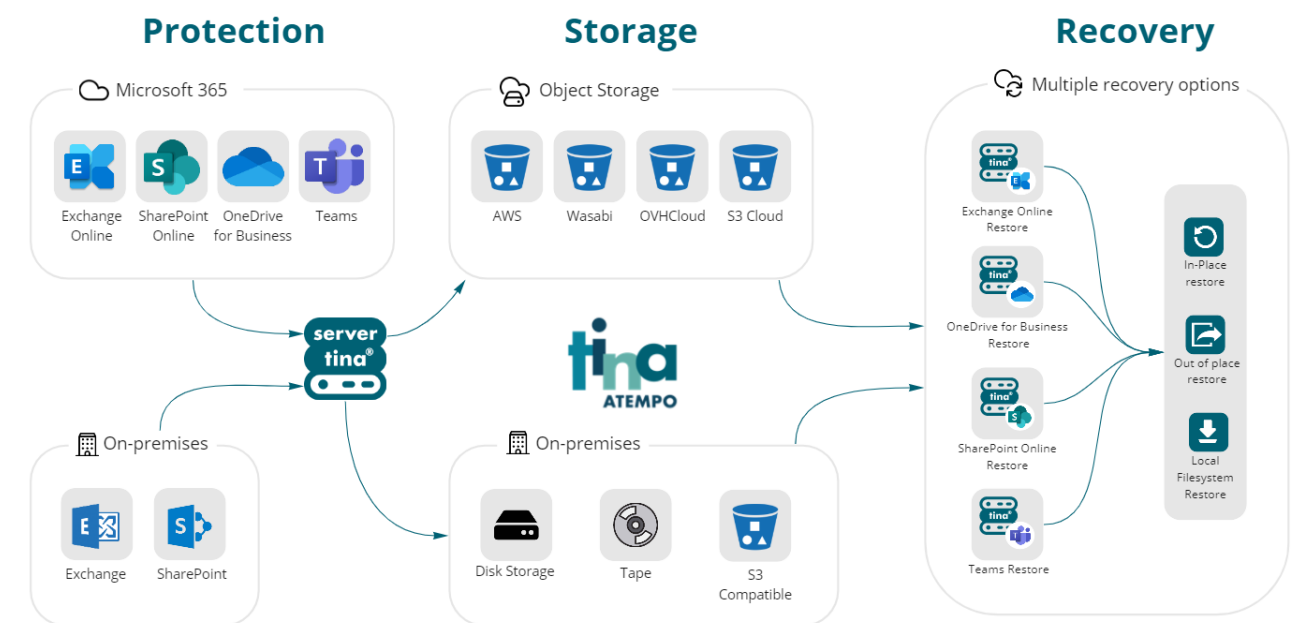 Protection
Storage
Recovery
Microsoft 365
E
Exchange
Online
S
SharePoint
Online
OneDrive
for Business
T
Teams
Object Storage
AWS
Wasabi
OVHCloud
S3 Cloud
Multiple recovery options
tina®
Exchange Online
Restore
tina®
OneDrive for Business
Restore
tina®
S
SharePoint Online
Restore
tina®
Teams Restore
In-Place
restore
Out of place
restore
Local
Filesystem
Restore
server
tina®
tina
ATEMPO
On-premises
E
Exchange
S
SharePoint
On-premises
Disk Storage
Tape
S3
Compatible